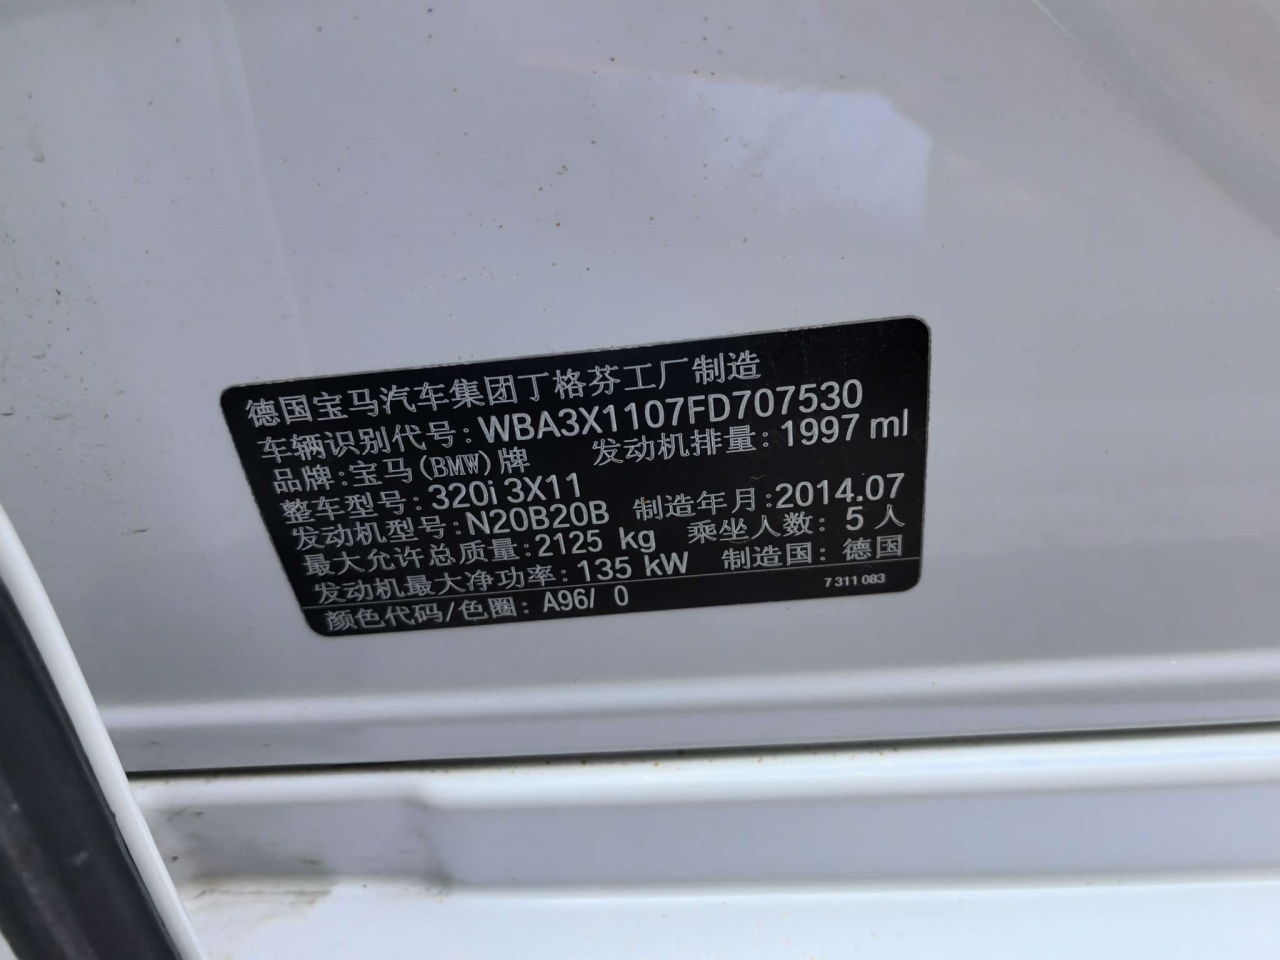 德国宝马汽车集团丁格芬工厂制造
车辆识别代号: WBA3X1107FD707530
品牌: 宝马(BMW)牌 发动机排量: 1997 ml
整车型号: 320i 3X11
发动机型号: N20B20B 制造年月: 2014.07
最大允许总质量: 2125 kg 乘坐人数: 5 人
发动机最大净功率: 135 kW 制造国: 德国
颜色代码/色圈: A96/ 0 7 311 083